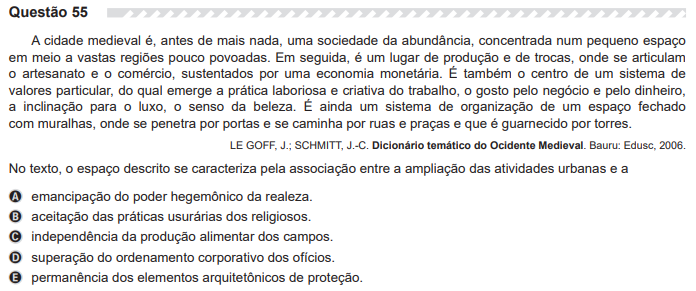 Questão 55
A cidade medieval é, antes de mais nada, uma sociedade da abundância, concentrada num pequeno espaço
em meio a vastas regiões pouco povoadas. Em seguida, é um lugar de produção e de trocas, onde se articulam
o artesanato e o comércio, sustentados por uma economia monetária. É também o centro de um sistema de
valores particular, do qual emerge a prática laboriosa e criativa do trabalho, o gosto pelo negócio e pelo dinheiro,
a inclinação para o luxo, o senso da beleza. É ainda um sistema de organização de um espaço fechado
com muralhas, onde se penetra por portas e se caminha por ruas e praças e que é guarnecido por torres.
LE GOFF, J.; SCHMITT, J.-C. Dicionário temático do Ocidente Medieval. Bauru: Edusc, 2006.
No texto, o espaço descrito se caracteriza pela associação entre a ampliação das atividades urbanas e a
A emancipação do poder hegemônico da realeza.
B aceitação das práticas usurárias dos religiosos.
C independência da produção alimentar dos campos.
D superação do ordenamento corporativo dos ofícios.
E permanência dos elementos arquitetônicos de proteção.